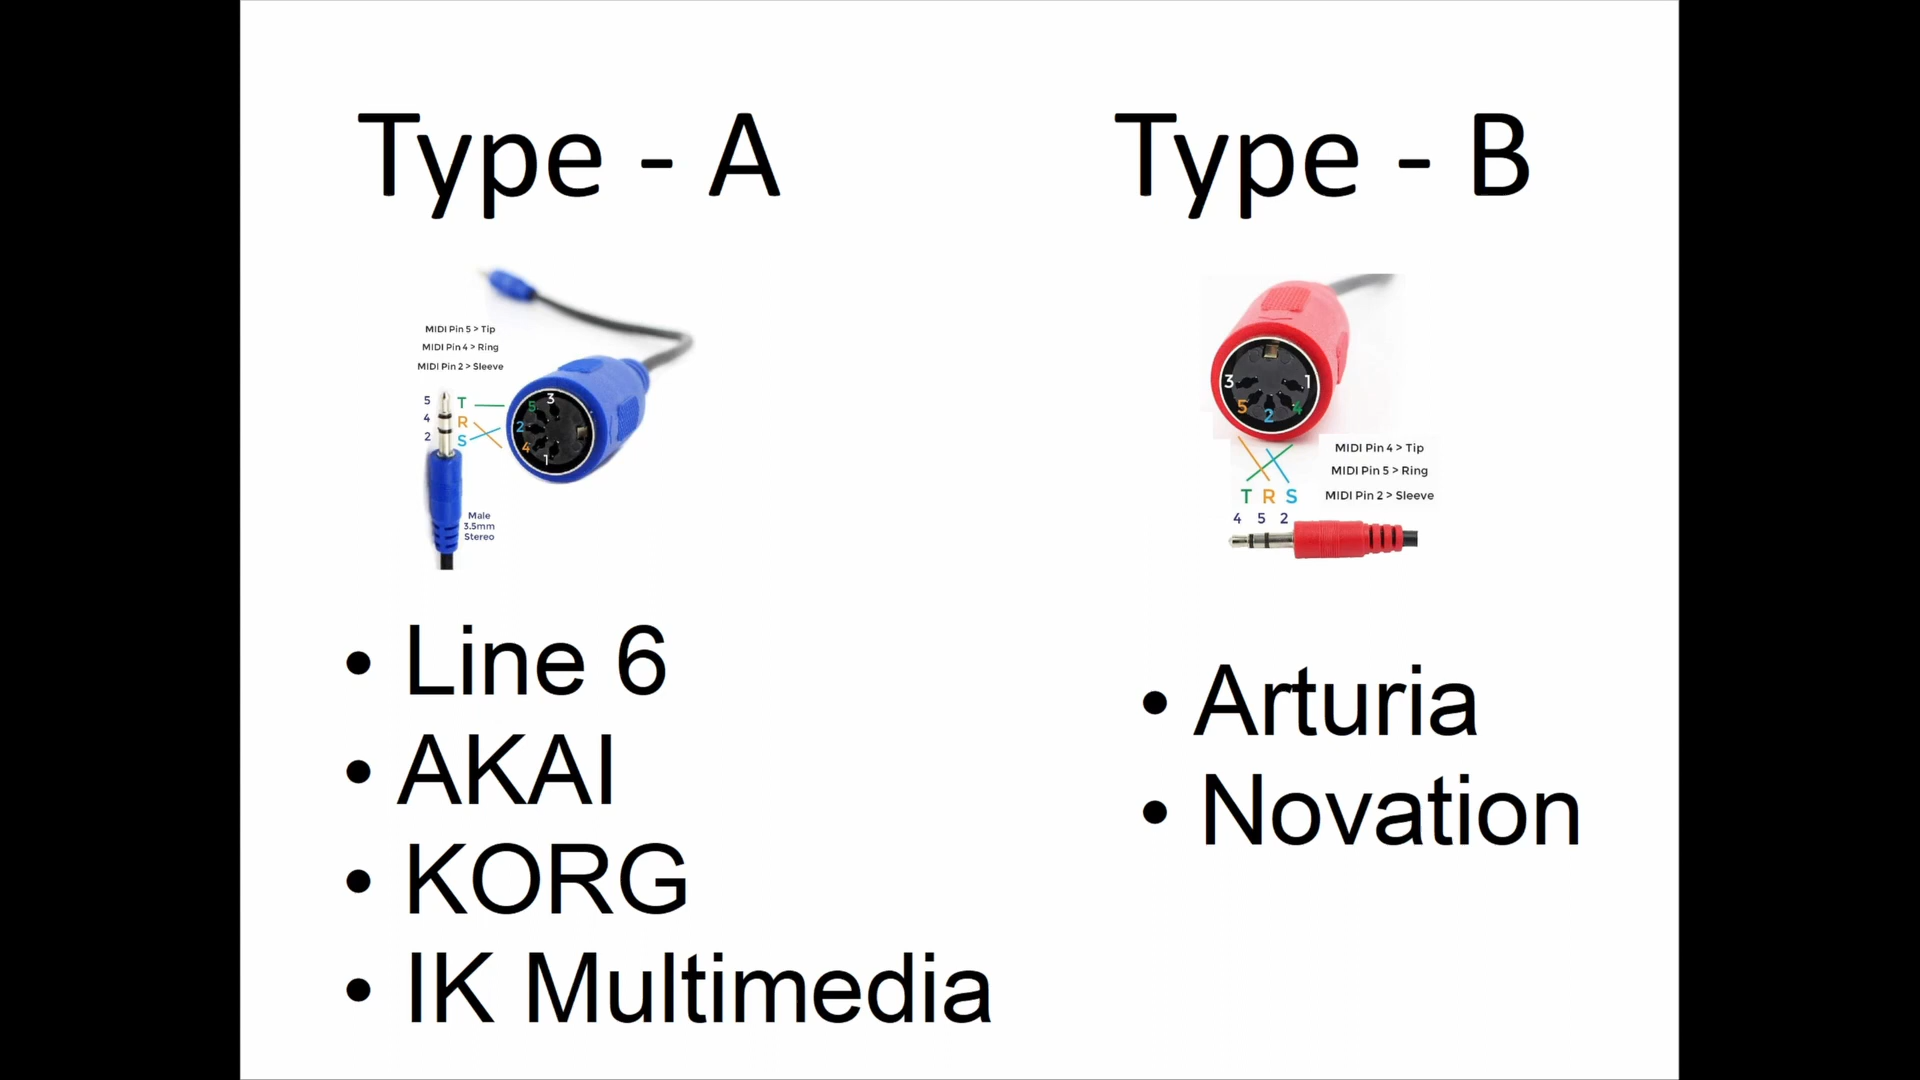 Type - A
MIDI Pin 5 > Tip
MIDI Pin 4 > Ring
MIDI Pin 2 > Sleeve
5 T
4 R
2 S
3
5
2
4
1
Male
3.5mm
Stereo
• Line 6
• AKAI
• KORG
• IK Multimedia
Type - B
3 1
5 2 4
MIDI Pin 4 > Tip
MIDI Pin 5 > Ring
MIDI Pin 2 > Sleeve
T R S
4 5 2
• Arturia
• Novation